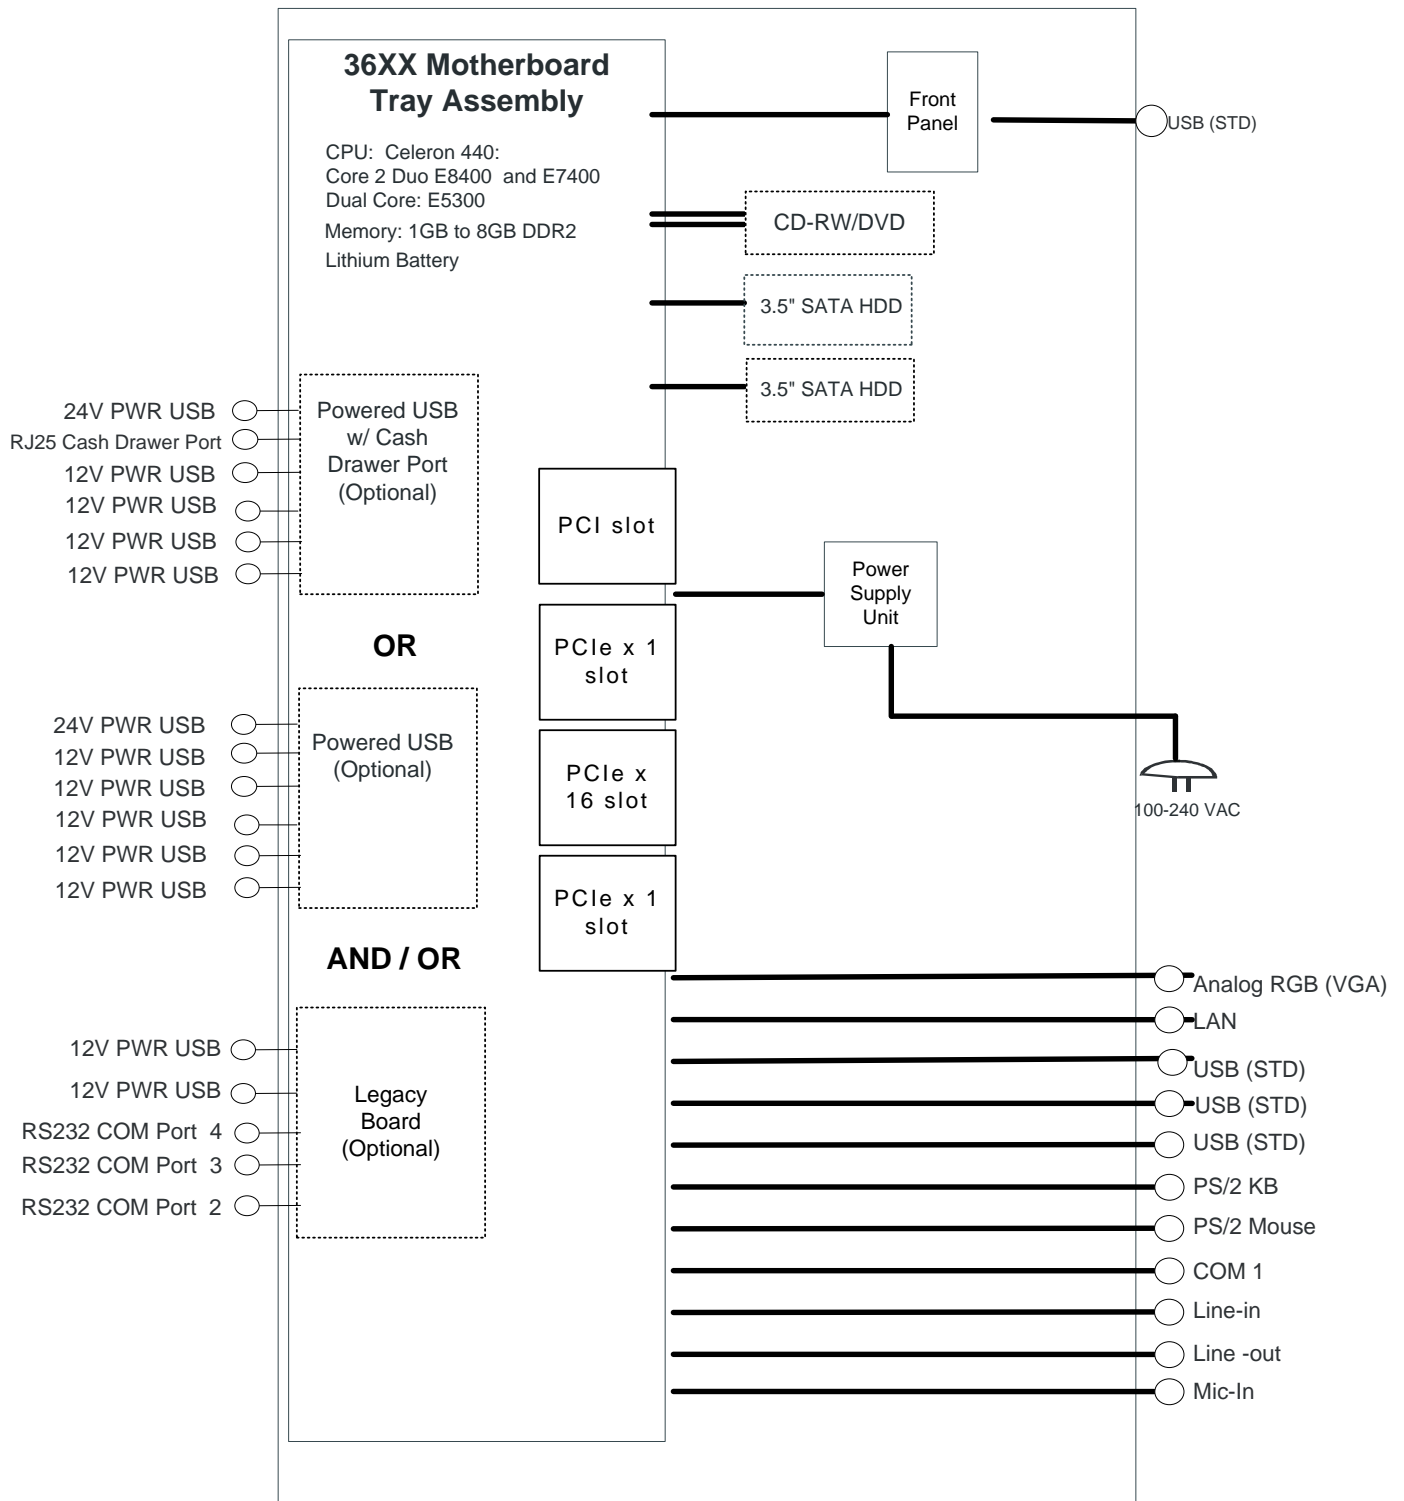 36XX Motherboard
Tray Assembly
CPU: Celeron 440:
Core 2 Duo E8400 and E7400
Dual Core: E5300
Memory: 1GB to 8GB DDR2
Lithium Battery
Front
Panel
USB (STD)
CD-RW/DVD
3.5" SATA HDD
3.5" SATA HDD
24V PWR USB
RJ25 Cash Drawer Port
12V PWR USB
12V PWR USB
12V PWR USB
12V PWR USB
Powered USB
w/ Cash
Drawer Port
(Optional)
PCI slot
Power
Supply
Unit
OR
PCIe x 1
slot
24V PWR USB
12V PWR USB
12V PWR USB
12V PWR USB
12V PWR USB
12V PWR USB
Powered USB
(Optional)
PCIe x
16 slot
100-240 VAC
PCIe x 1
slot
AND / OR
12V PWR USB
12V PWR USB
RS232 COM Port 4
RS232 COM Port 3
RS232 COM Port 2
Legacy
Board
(Optional)
Analog RGB (VGA)
LAN
USB (STD)
USB (STD)
USB (STD)
PS/2 KB
PS/2 Mouse
COM 1
Line-in
Line -out
Mic-In